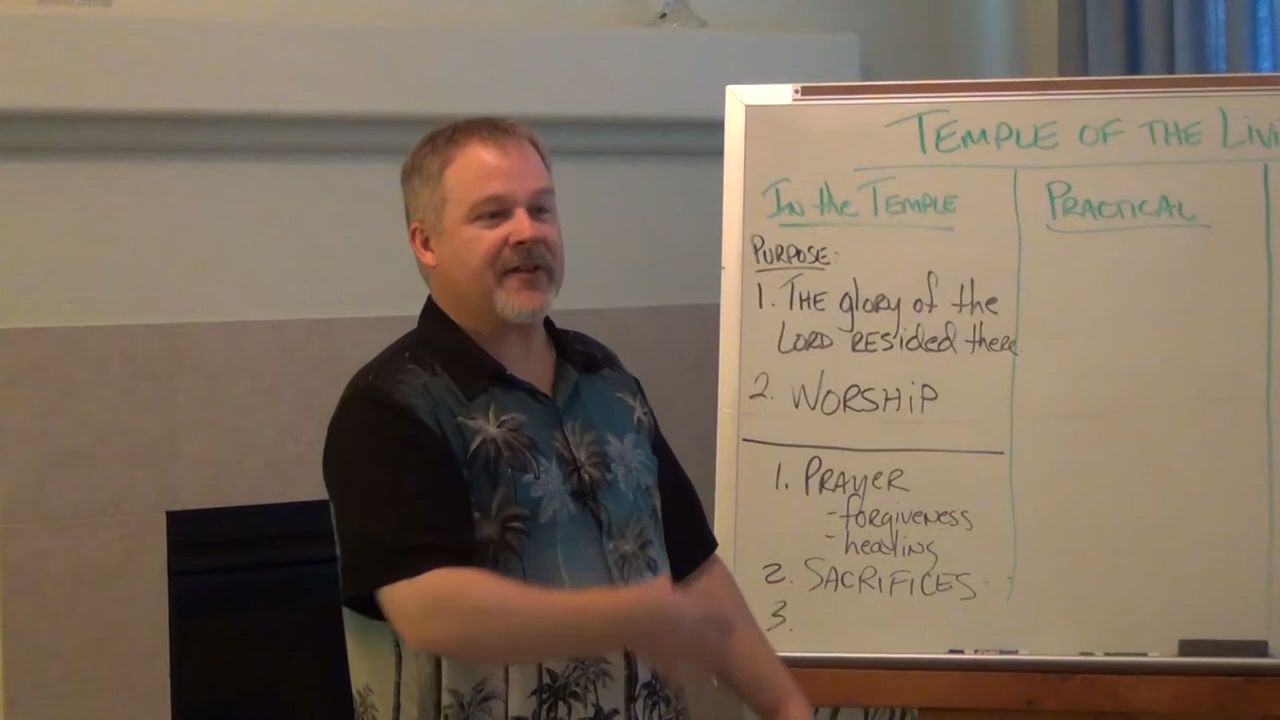 TEMPLE OF THE LIVI
In the TEMPLE
PRACTICAL
PURPOSE:
1. THE glory of the
LORD RESided there
2. WORSHiP
1. PRAyER
-forgiveness
-healing
2. SACRiFiCES
3.